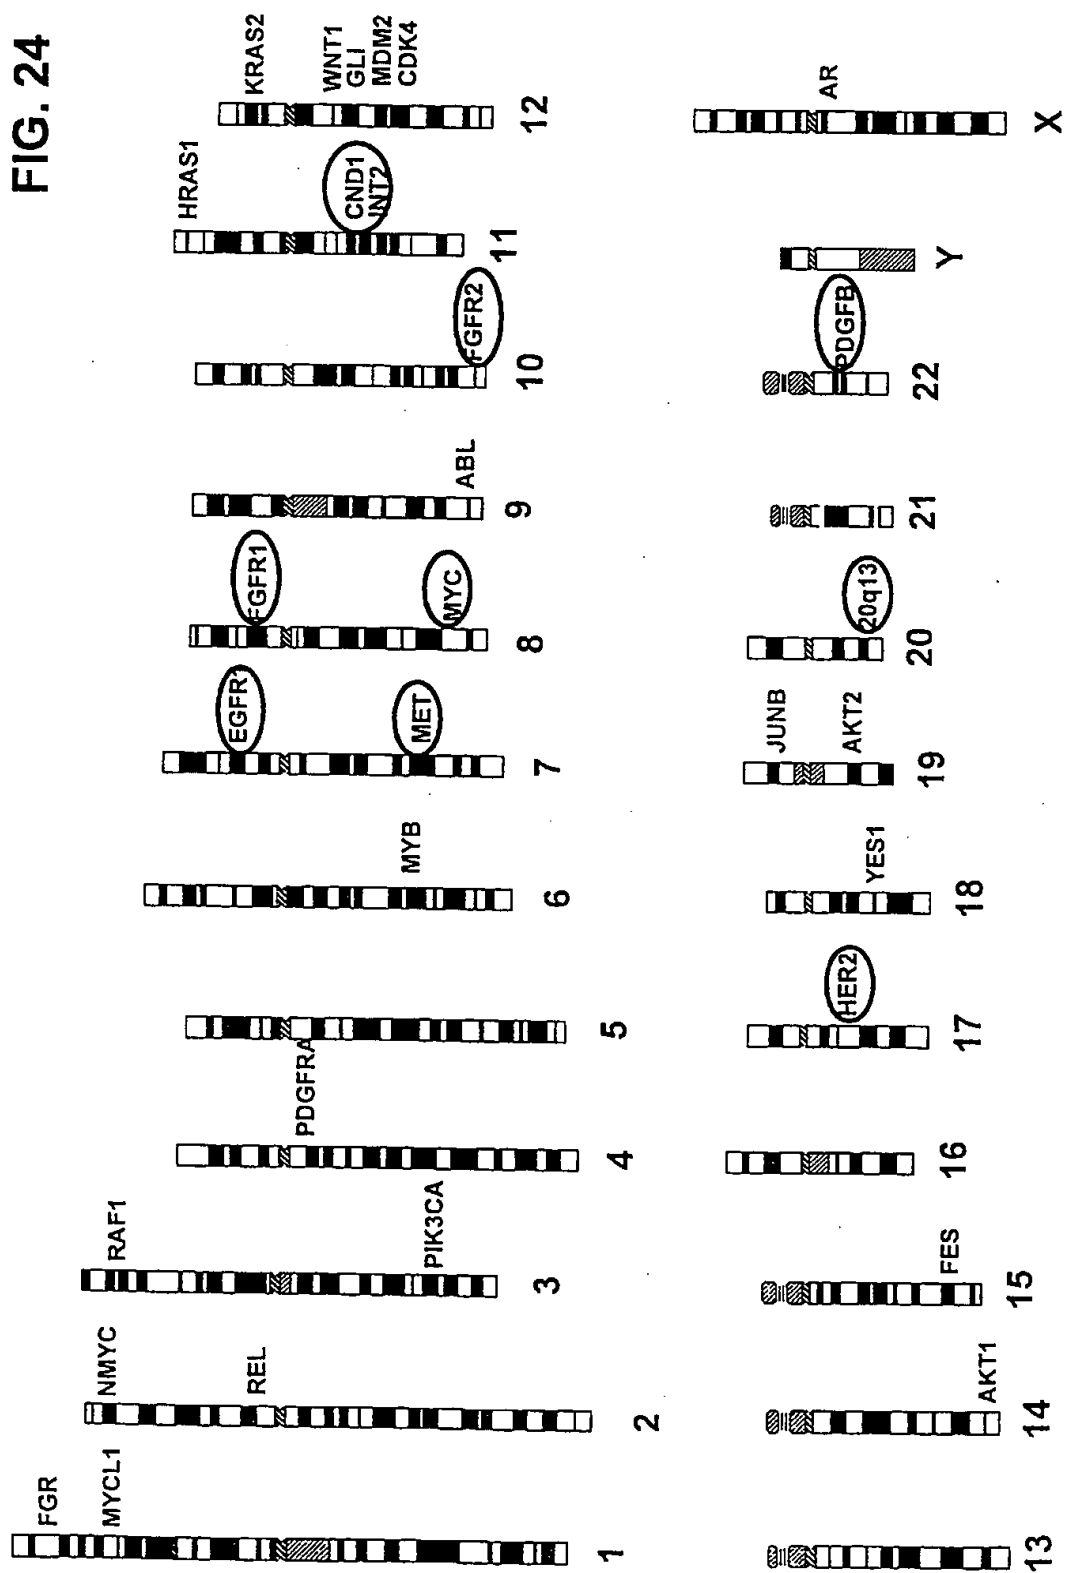 FIG. 24
FGR
MYCL1
1
NMYC
REL
2
RAF1
PIK3CA
3
PDGFRA
4
5
MYB
6
EGFR1
MET
7
FGFR1
MYC
8
ABL
9
FGFR2
10
HRAS1
CND1
INT2
11
KRAS2
WNT1
GLI
MDM2
CDK4
12
13
AKT1
14
FES
15
16
HER2
17
YES1
18
JUNB
AKT2
19
20q13
20
21
PDGFB
22
Y
AR
X